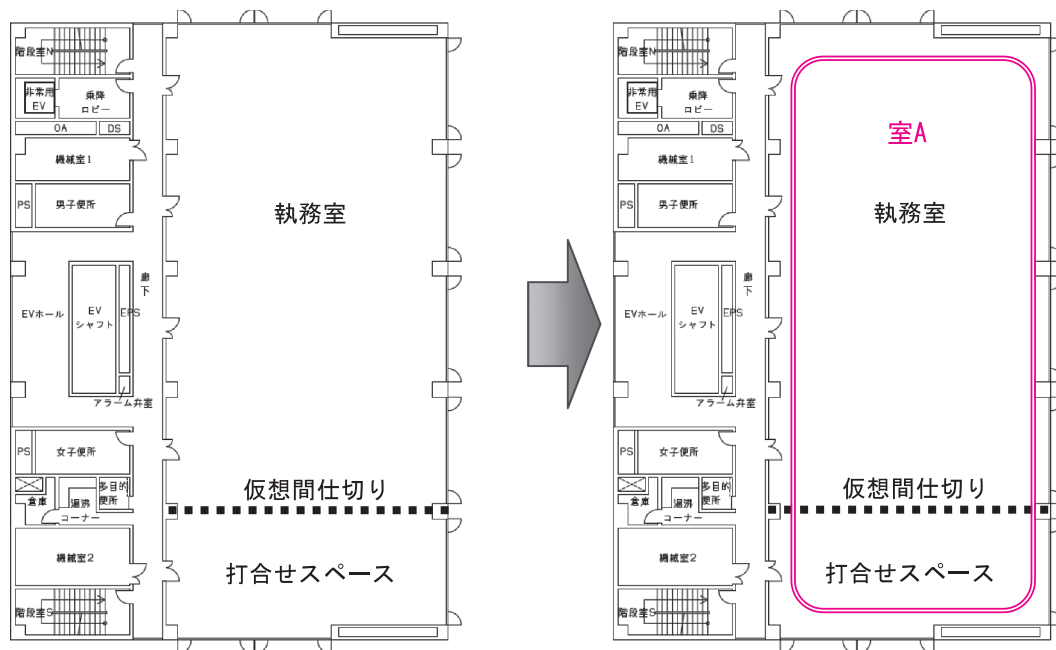 階段室N
非常用
EV
乗降
ロビー
OA
DS
機械室1
PS
男子便所
執務室
廊
下
EVホール
EV
シャフト
EPS
アラーム弁室
PS
女子便所
倉庫
湯沸
コーナー
多目的
便所
仮想間仕切り
機械室2
打合せスペース
階段室S
階段室N
非常用
EV
乗降
ロビー
室A
OA
DS
機械室1
PS
男子便所
執務室
廊
下
EVホール
EV
シャフト
EPS
アラーム弁室
PS
女子便所
倉庫
湯沸
コーナー
多目的
便所
仮想間仕切り
機械室2
打合せスペース
階段室S